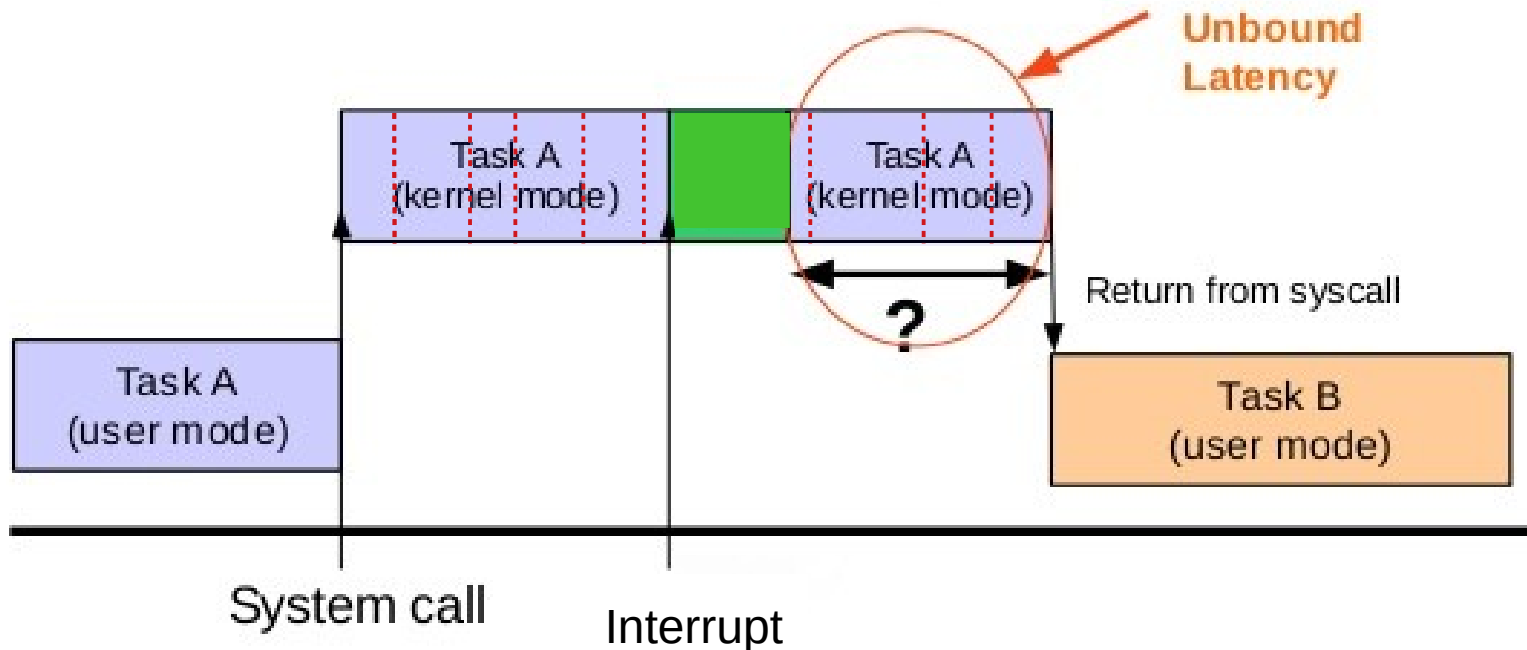 Unbound
Latency
Task A
(kernel mode)
Task A
(kernel mode)
?
Return from syscall
Task A
(user mode)
Task B
(user mode)
System call
Interrupt